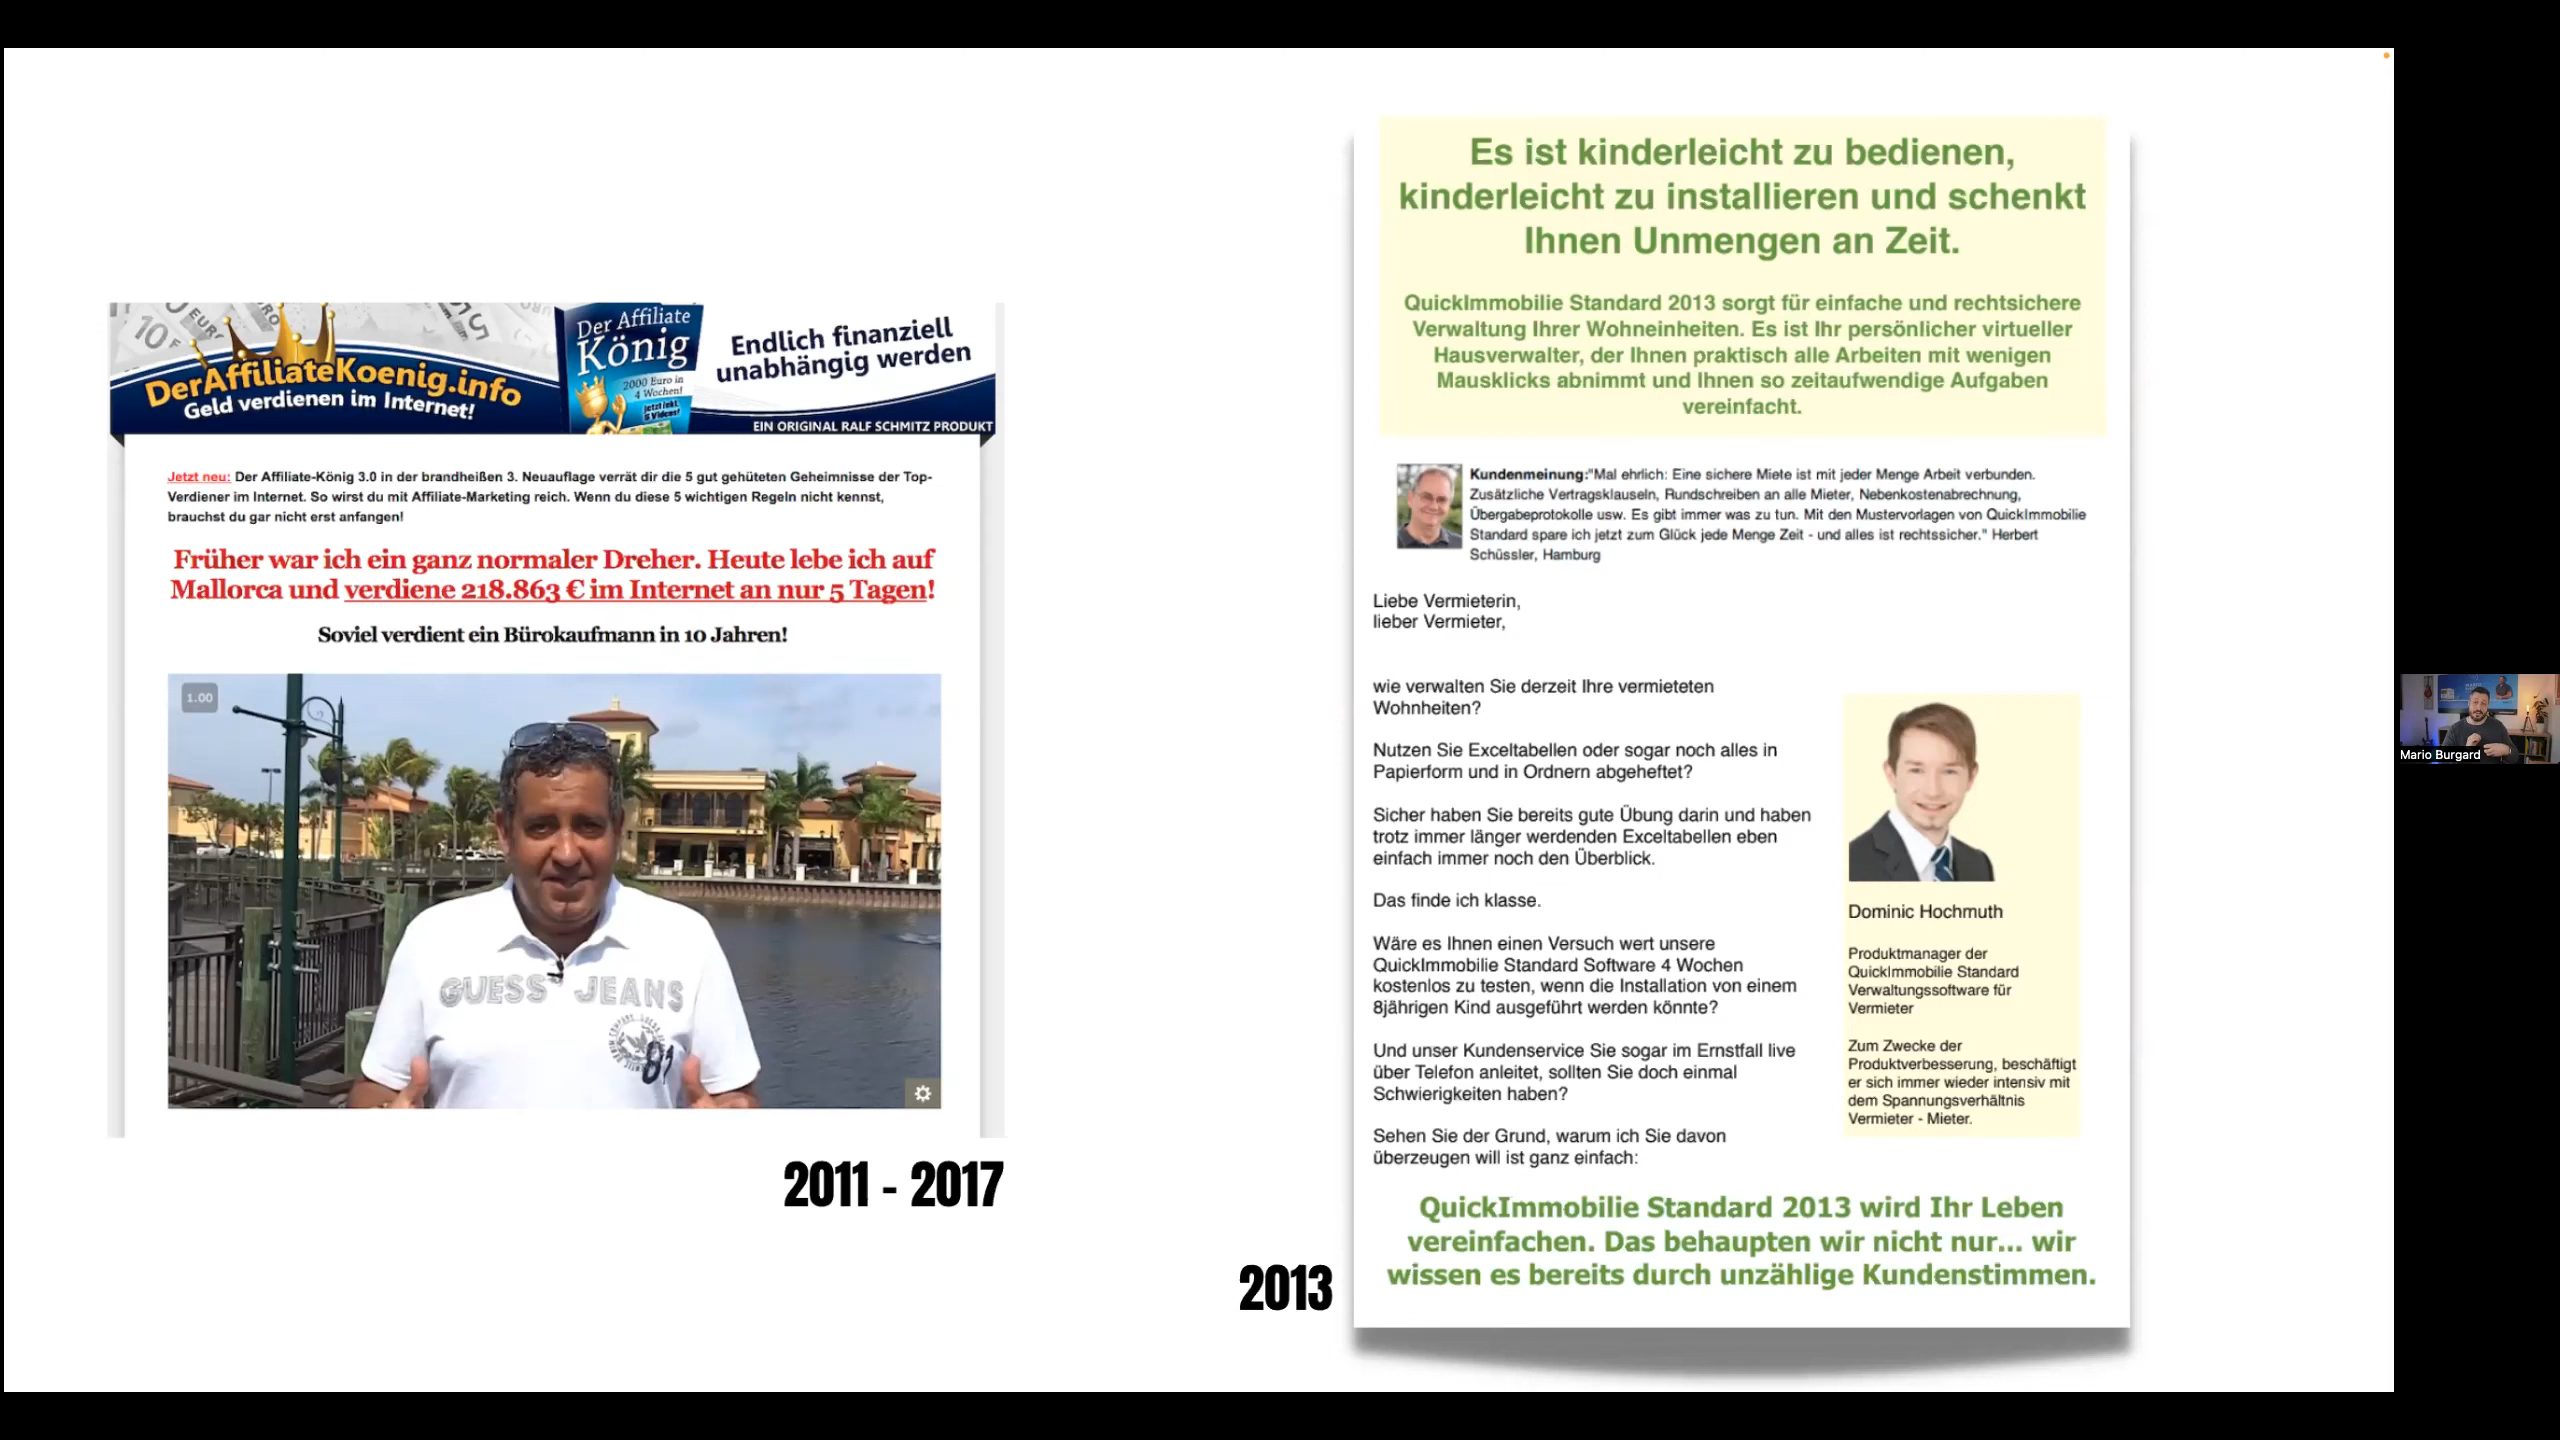 DerAffiliateKoenig.info
Geld verdienen im Internet!
Der Affiliate
König
2000 Euro in
4 Wochen!
jetzt inkl.
5 Videos!
Endlich finanziell
unabhängig werden
EIN ORIGINAL RALF SCHMITZ PRODUKT
Jetzt neu: Der Affiliate-König 3.0 in der brandheißen 3. Neuauflage verrät dir die 5 gut gehüteten Geheimnisse der Top-
Verdiener im Internet. So wirst du mit Affiliate-Marketing reich. Wenn du diese 5 wichtigen Regeln nicht kennst,
brauchst du gar nicht erst anfangen!
Früher war ich ein ganz normaler Dreher. Heute lebe ich auf
Mallorca und verdiene 218.863 € im Internet an nur 5 Tagen!
Soviel verdient ein Bürokaufmann in 10 Jahren!
1.00
GUESS JEANS
2011 - 2017
2013
Es ist kinderleicht zu bedienen,
kinderleicht zu installieren und schenkt
Ihnen Unmengen an Zeit.
QuickImmobilie Standard 2013 sorgt für einfache und rechtsichere
Verwaltung Ihrer Wohneinheiten. Es ist Ihr persönlicher virtueller
Hausverwalter, der Ihnen praktisch alle Arbeiten mit wenigen
Mausklicks abnimmt und Ihnen so zeitaufwendige Aufgaben
vereinfacht.
Kundenmeinung:"Mal ehrlich: Eine sichere Miete ist mit jeder Menge Arbeit verbunden.
Zusätzliche Vertragsklauseln, Rundschreiben an alle Mieter, Nebenkostenabrechnung,
Übergabeprotokolle usw. Es gibt immer was zu tun. Mit den Mustervorlagen von QuickImmobilie
Standard spare ich jetzt zum Glück jede Menge Zeit - und alles ist rechtssicher." Herbert
Schüssler, Hamburg
Liebe Vermieterin,
lieber Vermieter,
wie verwalten Sie derzeit Ihre vermieteten
Wohnheiten?
Nutzen Sie Exceltabellen oder sogar noch alles in
Papierform und in Ordnern abgeheftet?
Sicher haben Sie bereits gute Übung darin und haben
trotz immer länger werdenden Exceltabellen eben
einfach immer noch den Überblick.
Das finde ich klasse.
Wäre es Ihnen einen Versuch wert unsere
QuickImmobilie Standard Software 4 Wochen
kostenlos zu testen, wenn die Installation von einem
8jährigen Kind ausgeführt werden könnte?
Und unser Kundenservice Sie sogar im Ernstfall live
über Telefon anleitet, sollten Sie doch einmal
Schwierigkeiten haben?
Sehen Sie der Grund, warum ich Sie davon
überzeugen will ist ganz einfach:
Dominic Hochmuth
Produktmanager der
QuickImmobilie Standard
Verwaltungssoftware für
Vermieter
Zum Zwecke der
Produktverbesserung, beschäftigt
er sich immer wieder intensiv mit
dem Spannungsverhältnis
Vermieter - Mieter.
QuickImmobilie Standard 2013 wird Ihr Leben
vereinfachen. Das behaupten wir nicht nur... wir
wissen es bereits durch unzählige Kundenstimmen.
Mario Burgard